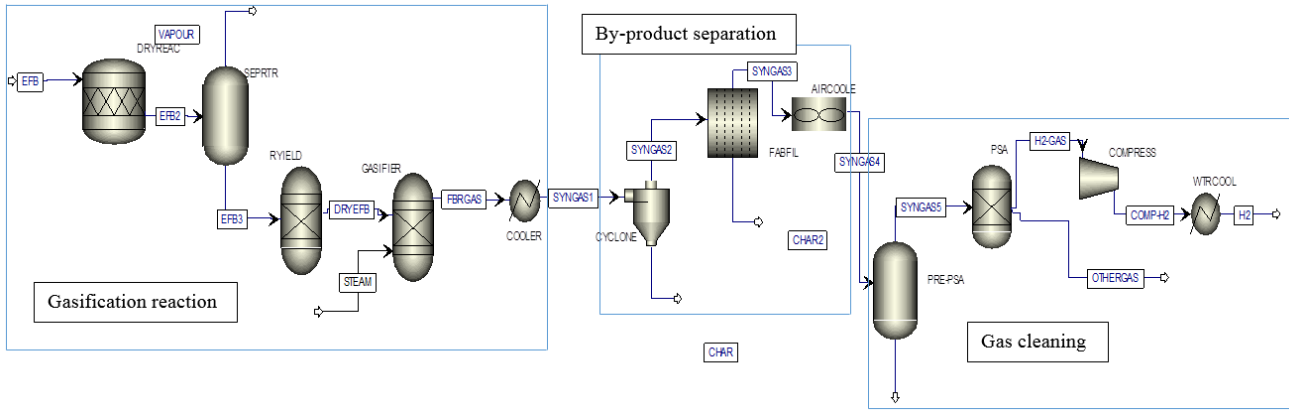 VAPOUR
DRYREAC
SEPRTR
EFB
EFB2
EFB3
RYIELD
DRYEFB
GASIFIER
STEAM
FBRGAS
COOLER
SYNGAS1
Gasification reaction
By-product separation
SYNGAS2
CYCLONE
CHAR
SYNGAS3
FABFIL
CHAR2
AIRCOOLE
SYNGAS4
PRE-PSA
SYNGAS5
PSA
H2-GAS
OTHERGAS
COMPRESS
COMP-H2
WTRCOOL
H2
Gas cleaning